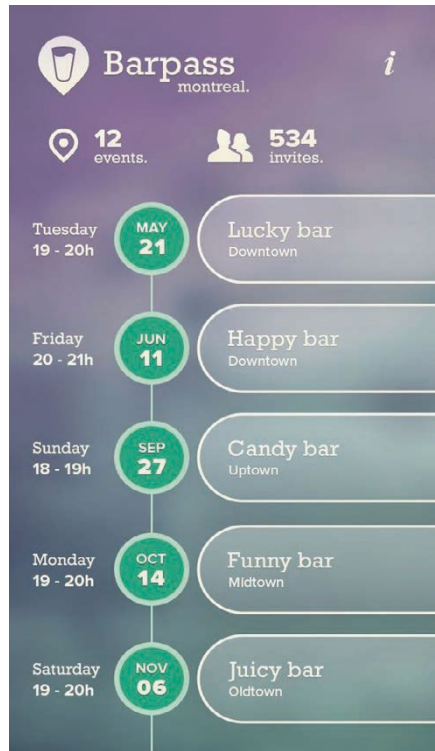 Barpass
montreal.
i
12
events.
534
invites.
Tuesday
19 - 20h
MAY
21
Lucky bar
Downtown
Friday
20 - 21h
JUN
11
Happy bar
Downtown
Sunday
18 - 19h
SEP
27
Candy bar
Uptown
Monday
19 - 20h
OCT
14
Funny bar
Midtown
Saturday
19 - 20h
NOV
06
Juicy bar
Oldtown